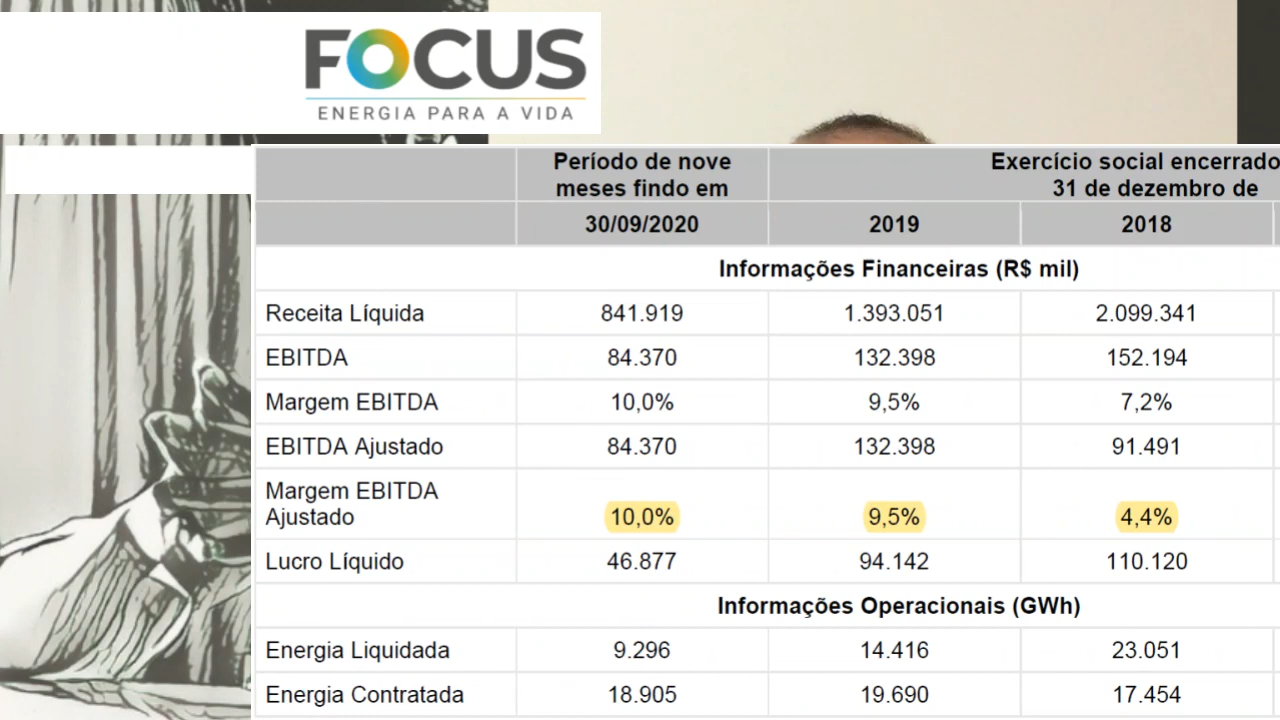 FOCUS
ENERGIA PARA A VIDA
Período de nove
meses findo em
Exercício social encerrado
31 de dezembro de
30/09/2020 2019 2018
Informações Financeiras (R$ mil)
Receita Líquida 841.919 1.393.051 2.099.341
EBITDA 84.370 132.398 152.194
Margem EBITDA 10,0% 9,5% 7,2%
EBITDA Ajustado 84.370 132.398 91.491
Margem EBITDA
Ajustado 10,0% 9,5% 4,4%
Lucro Líquido 46.877 94.142 110.120
Informações Operacionais (GWh)
Energia Liquidada 9.296 14.416 23.051
Energia Contratada 18.905 19.690 17.454